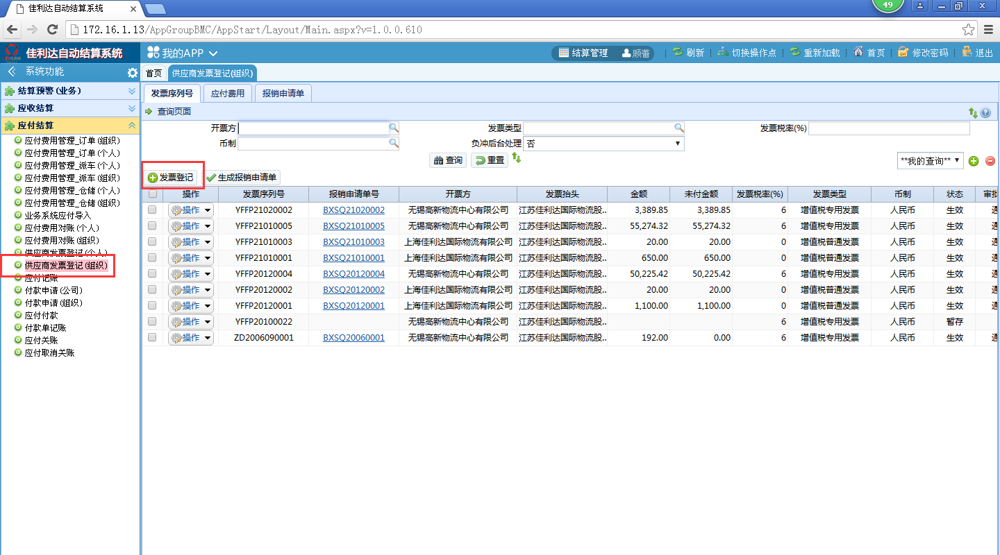 佳利达自动结算系统
49
172.16.1.13/AppGroupBMC/AppStart/Layout/Main.aspx?v=1.0.0.610
佳利达自动结算系统 我的APP 结算管理 顾蕾 刷新 切换操作点 重新加载 首页 修改密码 退出
系统功能
首页 供应商发票登记(组织)
结算预警(业务)
应收结算
应付结算
应付费用管理_订单(组织)
应付费用管理_订单(个人)
应付费用管理_派车(个人)
应付费用管理_派车(组织)
应付费用管理_仓储(个人)
应付费用管理_仓储(组织)
业务系统应付导入
应付费用对账(个人)
应付费用对账(组织)
供应商发票登记(个人)
供应商发票登记(组织)
应付记账
付款申请(公司)
付款申请(组织)
应付付款
付款单记账
应付关账
应付取消关账
发票序列号 应付费用 报销申请单
查询页面
开票方 发票类型 发票税率(%)
币制 负冲后台处理 否
查询 重置 **我的查询**
发票登记 生成报销申请单
操作 发票序列号 报销申请单号 开票方 发票抬头 金额 未付金额 发票税率(%) 发票类型 币制 状态 审批
操作 YFFP21020002 BXSQ21020002 无锡高新物流中心有限公司 江苏佳利达国际物流股.. 3,389.85 3,389.85 6 增值税专用发票 人民币 生效 通
操作 YFFP21010005 BXSQ21010005 无锡高新物流中心有限公司 江苏佳利达国际物流股.. 55,274.32 55,274.32 6 增值税专用发票 人民币 生效 通
操作 YFFP21010003 BXSQ21010003 上海佳利达国际物流有限公司 江苏佳利达国际物流股.. 20.00 20.00 0 增值税普通发票 人民币 生效 通
操作 YFFP21010001 BXSQ21010001 上海佳利达国际物流有限公司 江苏佳利达国际物流股.. 650.00 650.00 0 增值税普通发票 人民币 生效 通
操作 YFFP20120004 BXSQ20120004 无锡高新物流中心有限公司 江苏佳利达国际物流股.. 50,225.42 50,225.42 6 增值税专用发票 人民币 生效 通
操作 YFFP20120002 BXSQ20120002 上海佳利达国际物流有限公司 江苏佳利达国际物流股.. 20.00 20.00 0 增值税普通发票 人民币 生效 通
操作 YFFP20120001 BXSQ20120001 上海佳利达国际物流有限公司 江苏佳利达国际物流股.. 1,100.00 1,100.00 0 增值税普通发票 人民币 生效 通
操作 YFFP20100022 无锡高新物流中心有限公司 江苏佳利达国际物流股.. 6 增值税专用发票 人民币 暂存
操作 ZD2006090001 BXSQ20060001 无锡高新物流中心有限公司 江苏佳利达国际物流股.. 192.00 0.00 6 增值税专用发票 人民币 生效 通